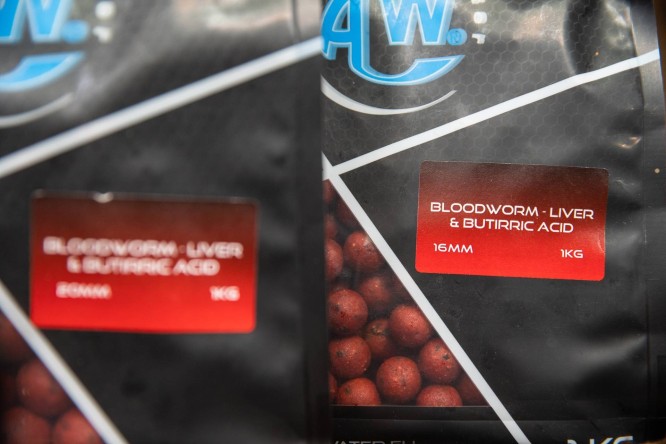 AW
BLOODWORM - LIVER
& BUTIRRIC ACID
20MM 1KG
BLOODWORM - LIVER
& BUTIRRIC ACID
16MM 1KG